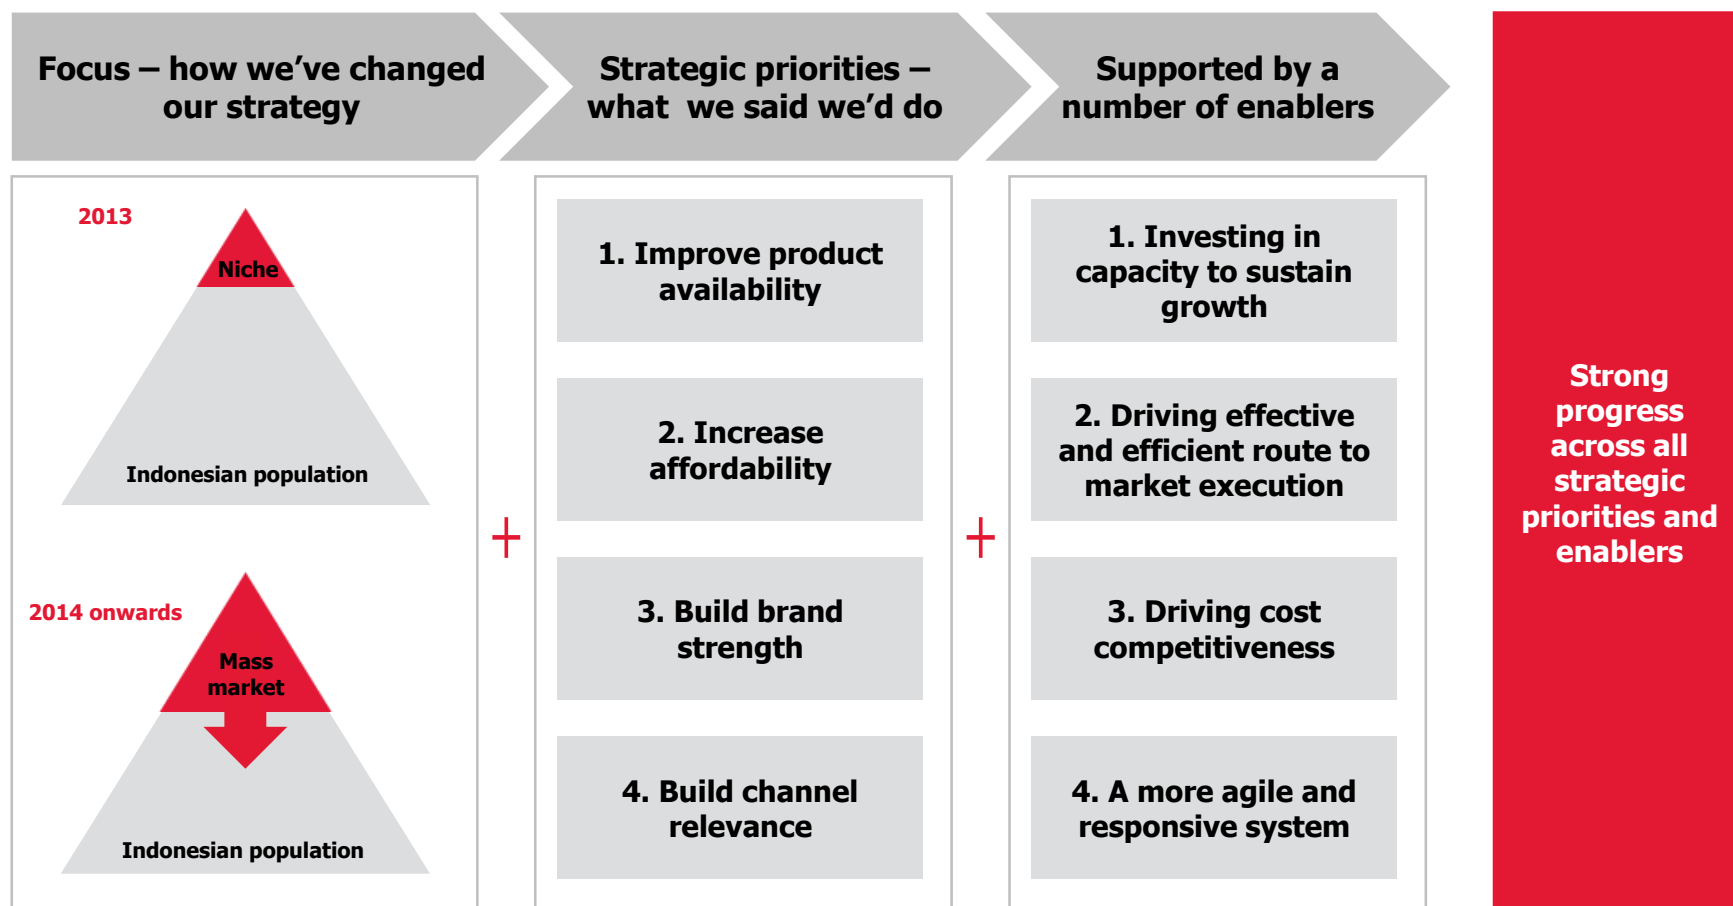 Focus – how we’ve changed
our strategy
Strategic priorities –
what we said we’d do
Supported by a
number of enablers
2013
Niche
Indonesian population
2014 onwards
Mass
market
Indonesian population
+
1. Improve product
availability
2. Increase
affordability
3. Build brand
strength
4. Build channel
relevance
+
1. Investing in
capacity to sustain
growth
2. Driving effective
and efficient route to
market execution
3. Driving cost
competitiveness
4. A more agile and
responsive system
Strong
progress
across all
strategic
priorities and
enablers